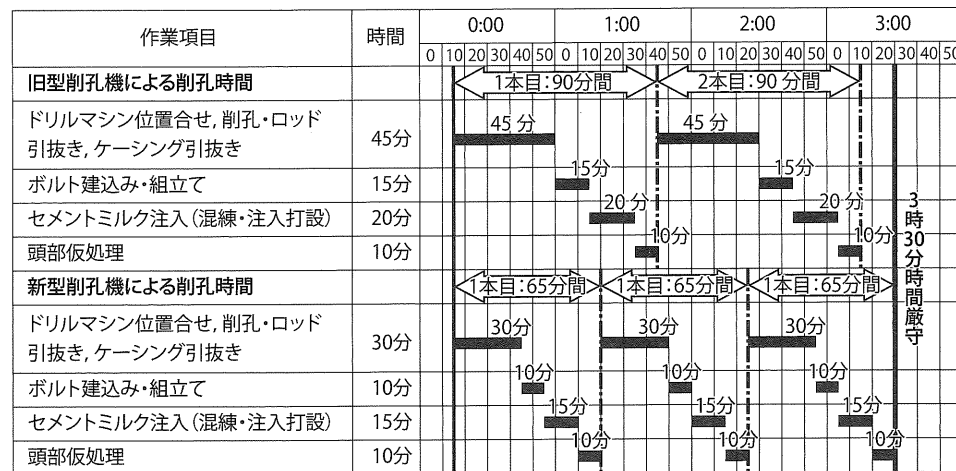 作業項目 時間 0:00 1:00 2:00 3:00
0 10 20 30 40 50 0 10 20 30 40 50 0 10 20 30 40 50 0 10 20 30 40 50
旧型削孔機による削孔時間 1本目:90分間 2本目:90分間
ドリルマシン位置合せ,削孔・ロッド
引抜き,ケーシング引抜き 45分 45分 45分
ボルト建込み・組立て 15分 15分 15分
セメントミルク注入(混練・注入打設) 20分 20分 20分
頭部仮処理 10分 10分 10分
新型削孔機による削孔時間 1本目:65分間 1本目:65分間 1本目:65分間
ドリルマシン位置合せ,削孔・ロッド
引抜き,ケーシング引抜き 30分 30分 30分 30分
ボルト建込み・組立て 10分 10分 10分 10分
セメントミルク注入(混練・注入打設) 15分 15分 15分 15分
頭部仮処理 10分 10分 10分 10分
3時30分時間厳守